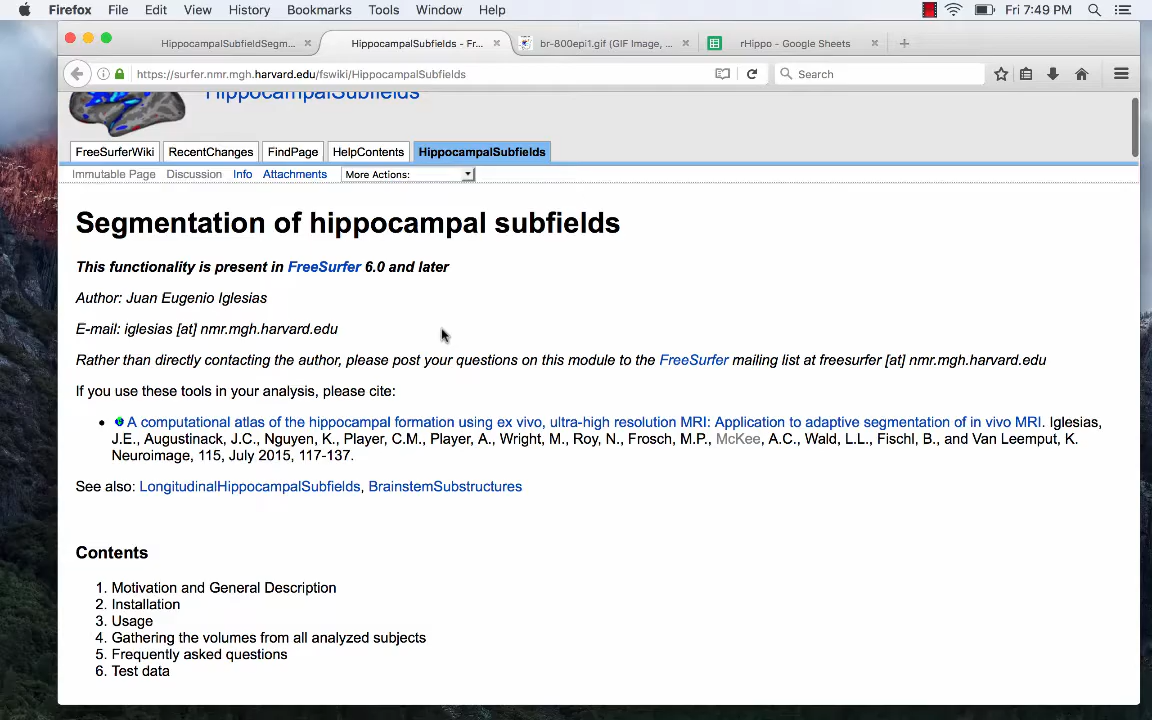 Firefox File Edit View History Bookmarks Tools Window Help Fri 7:49 PM
HippocampalSubfieldSegm... HippocampalSubfields - Fr... br-800epi1.gif (GIF Image, ... rHippo - Google Sheets
https://surfer.nmr.mgh.harvard.edu/fswiki/HippocampalSubfields Search
HippocampalSubfields
FreeSurferWiki RecentChanges FindPage HelpContents HippocampalSubfields
Immutable Page Discussion Info Attachments More Actions:
Segmentation of hippocampal subfields
This functionality is present in FreeSurfer 6.0 and later
Author: Juan Eugenio Iglesias
E-mail: iglesias [at] nmr.mgh.harvard.edu
Rather than directly contacting the author, please post your questions on this module to the FreeSurfer mailing list at freesurfer [at] nmr.mgh.harvard.edu
If you use these tools in your analysis, please cite:
A computational atlas of the hippocampal formation using ex vivo, ultra-high resolution MRI: Application to adaptive segmentation of in vivo MRI. Iglesias,
J.E., Augustinack, J.C., Nguyen, K., Player, C.M., Player, A., Wright, M., Roy, N., Frosch, M.P., McKee, A.C., Wald, L.L., Fischl, B., and Van Leemput, K.
Neuroimage, 115, July 2015, 117-137.
See also: LongitudinalHippocampalSubfields, BrainstemSubstructures
Contents
1. Motivation and General Description
2. Installation
3. Usage
4. Gathering the volumes from all analyzed subjects
5. Frequently asked questions
6. Test data